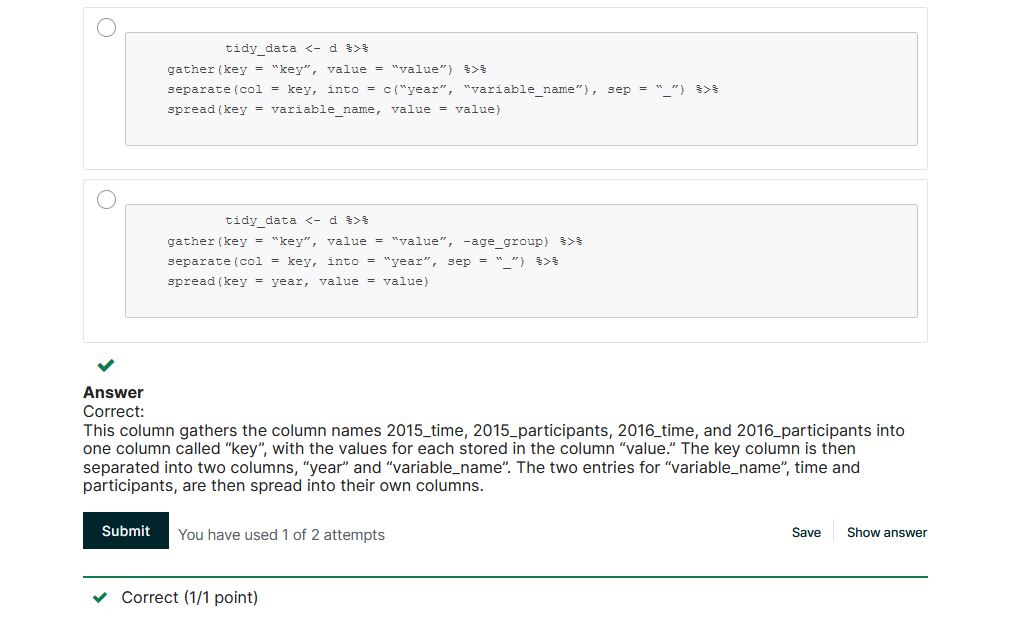 tidy_data <- d %>%
gather(key = “key”, value = “value”) %>%
separate(col = key, into = c(“year”, “variable_name”), sep = “_”) %>%
spread(key = variable_name, value = value)
tidy_data <- d %>%
gather(key = “key”, value = “value”, -age_group) %>%
separate(col = key, into = “year”, sep = “_”) %>%
spread(key = year, value = value)
Answer
Correct:
This column gathers the column names 2015_time, 2015_participants, 2016_time, and 2016_participants into
one column called “key”, with the values for each stored in the column “value.” The key column is then
separated into two columns, “year” and “variable_name”. The two entries for “variable_name”, time and
participants, are then spread into their own columns.
Submit You have used 1 of 2 attempts Save Show answer
Correct (1/1 point)